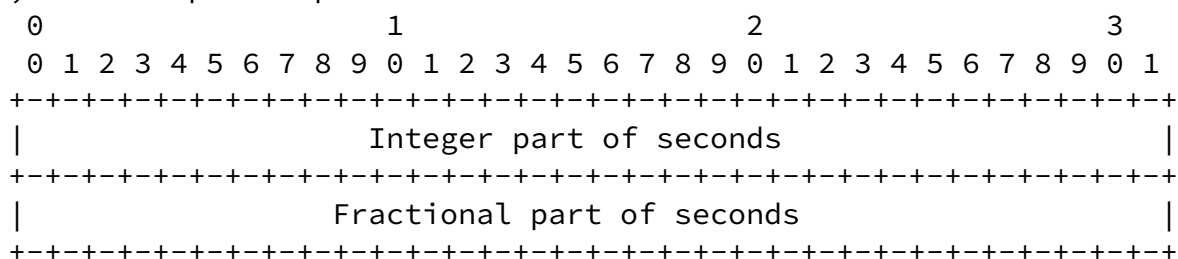 0                   1                   2                   3
 0 1 2 3 4 5 6 7 8 9 0 1 2 3 4 5 6 7 8 9 0 1 2 3 4 5 6 7 8 9 0 1
+-+-+-+-+-+-+-+-+-+-+-+-+-+-+-+-+-+-+-+-+-+-+-+-+-+-+-+-+-+-+-+-+
|                   Integer part of seconds                     |
+-+-+-+-+-+-+-+-+-+-+-+-+-+-+-+-+-+-+-+-+-+-+-+-+-+-+-+-+-+-+-+-+
|                 Fractional part of seconds                    |
+-+-+-+-+-+-+-+-+-+-+-+-+-+-+-+-+-+-+-+-+-+-+-+-+-+-+-+-+-+-+-+-+